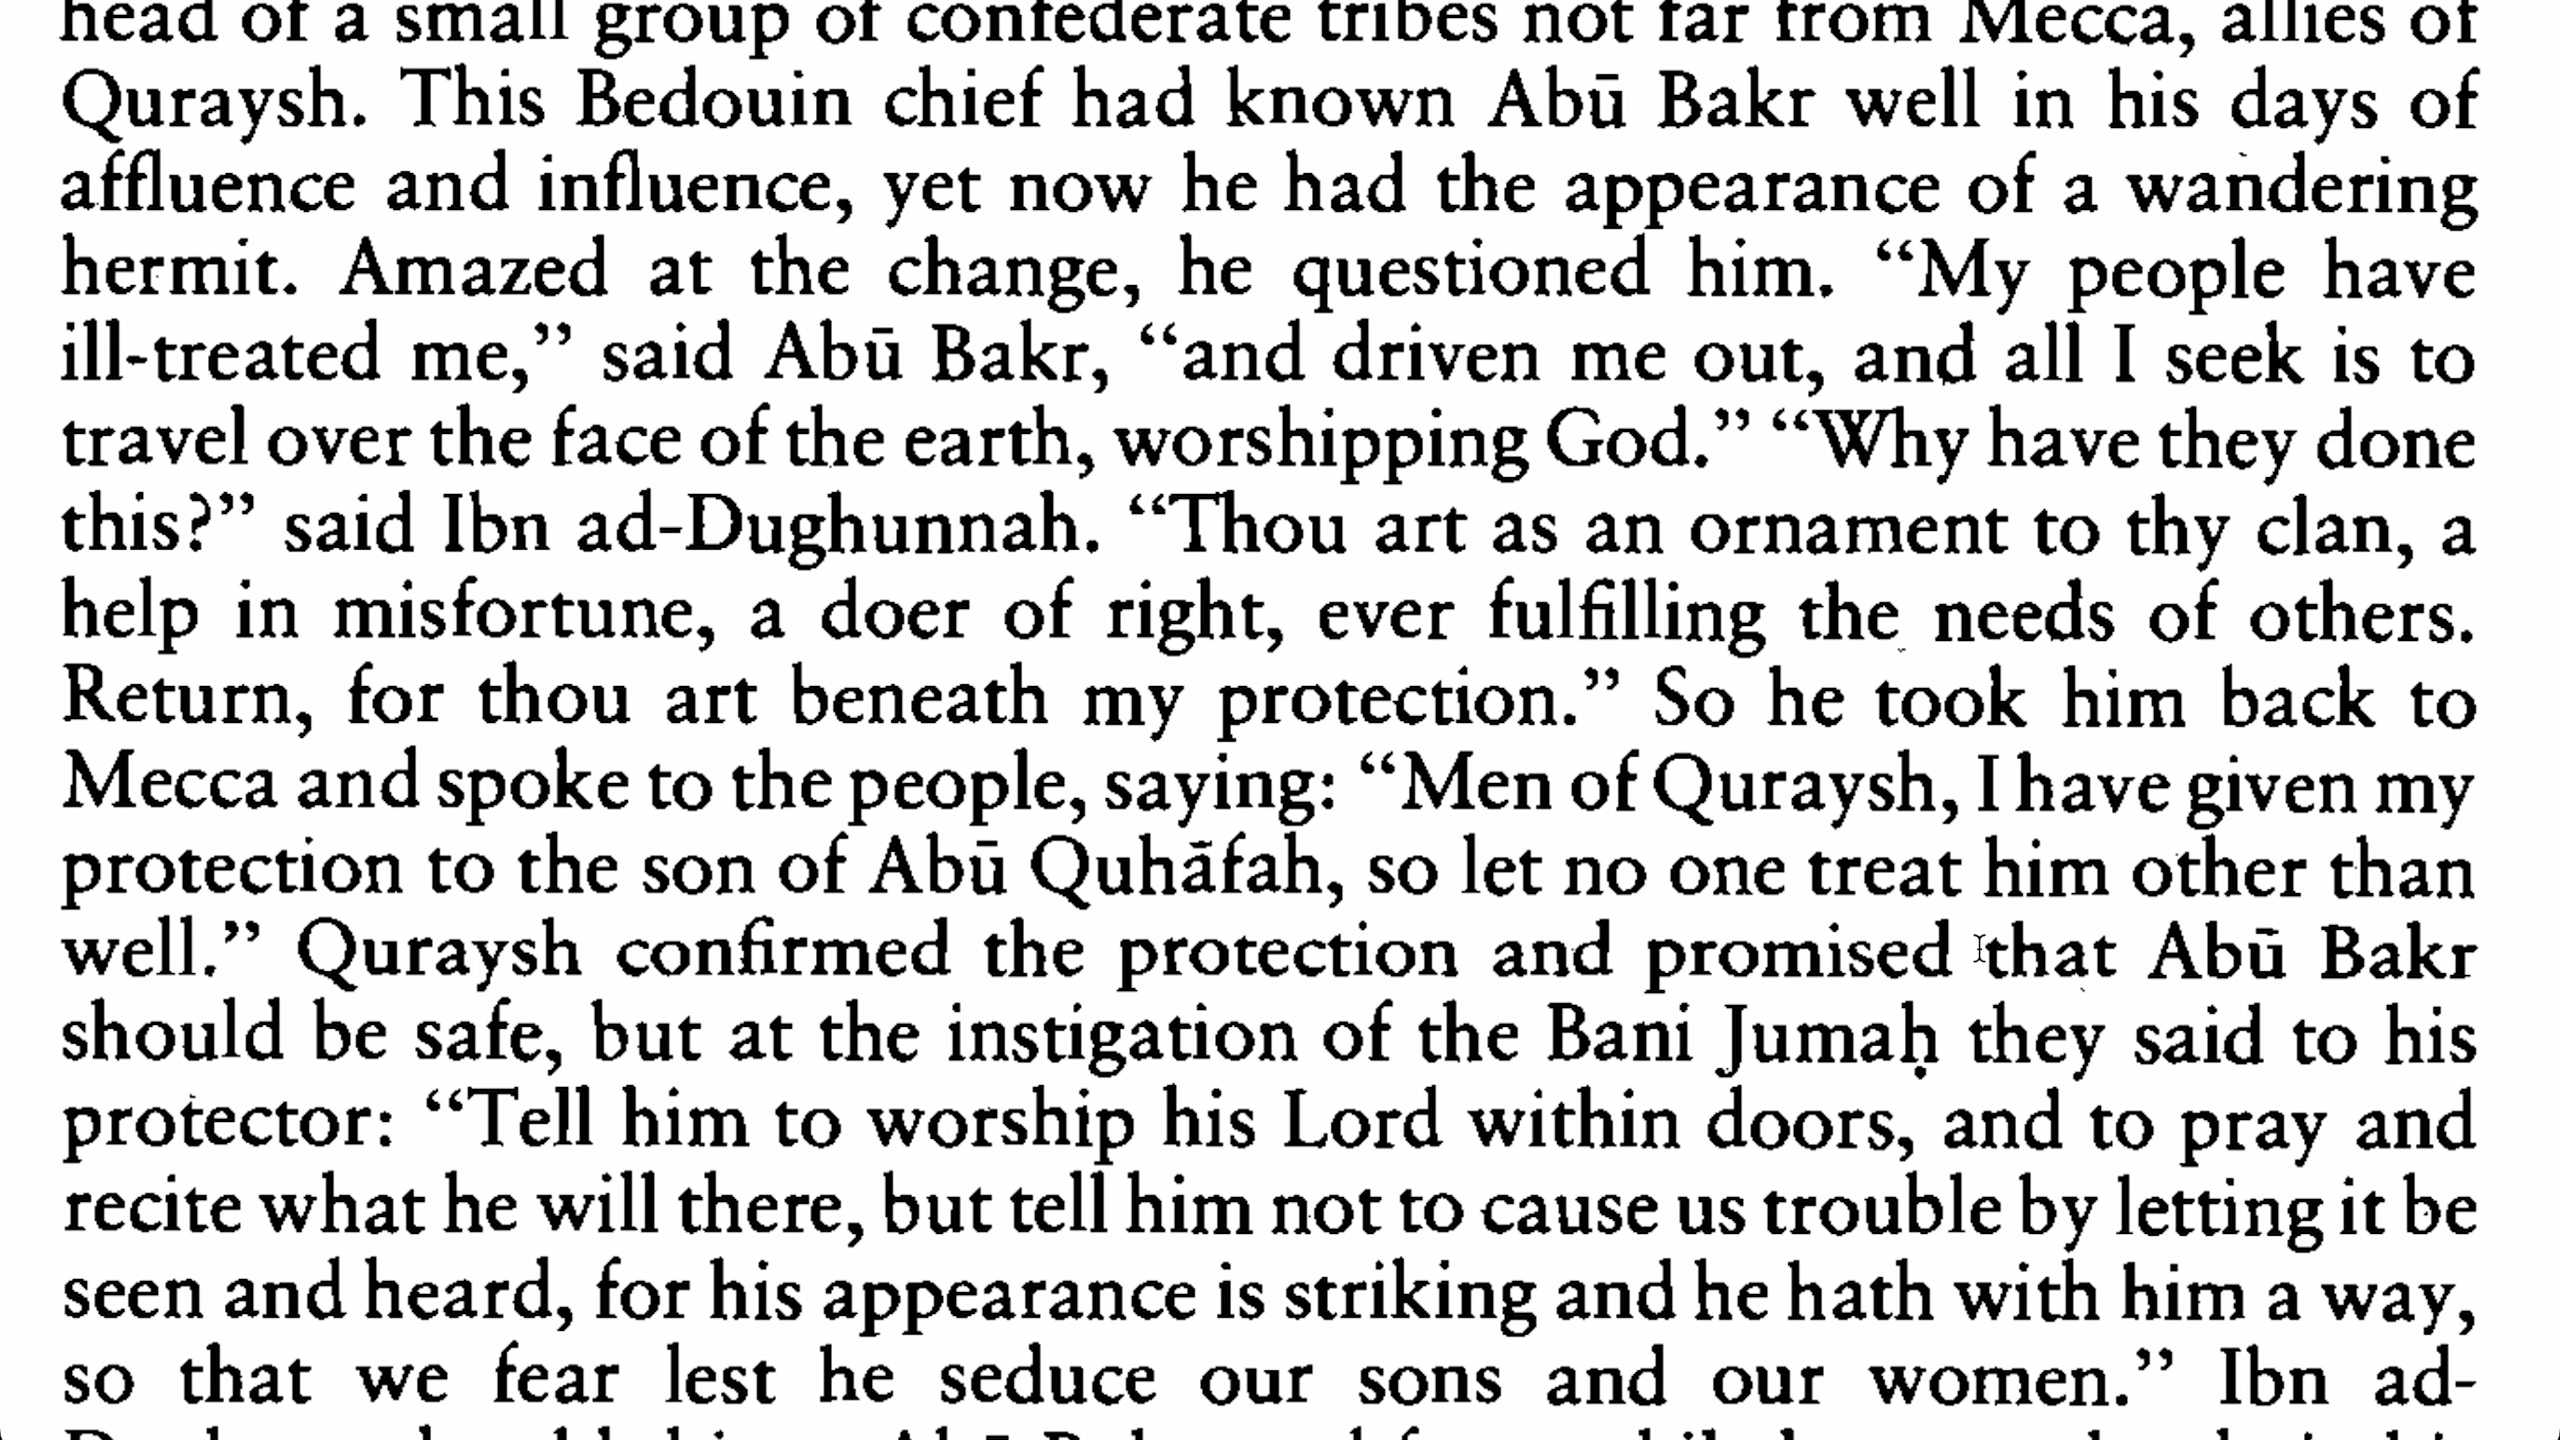 head of a small group of confederate tribes not far from Mecca, allies of
Quraysh. This Bedouin chief had known Abū Bakr well in his days of
affluence and influence, yet now he had the appearance of a wandering
hermit. Amazed at the change, he questioned him. “My people have
ill-treated me,” said Abū Bakr, “and driven me out, and all I seek is to
travel over the face of the earth, worshipping God.” “Why have they done
this?” said Ibn ad-Dughunnah. “Thou art as an ornament to thy clan, a
help in misfortune, a doer of right, ever fulfilling the needs of others.
Return, for thou art beneath my protection.” So he took him back to
Mecca and spoke to the people, saying: “Men of Quraysh, I have given my
protection to the son of Abū Quhāfah, so let no one treat him other than
well.” Quraysh confirmed the protection and promised that Abū Bakr
should be safe, but at the instigation of the Bani Jumaḥ they said to his
protector: “Tell him to worship his Lord within doors, and to pray and
recite what he will there, but tell him not to cause us trouble by letting it be
seen and heard, for his appearance is striking and he hath with him a way,
so that we fear lest he seduce our sons and our women.” Ibn ad-